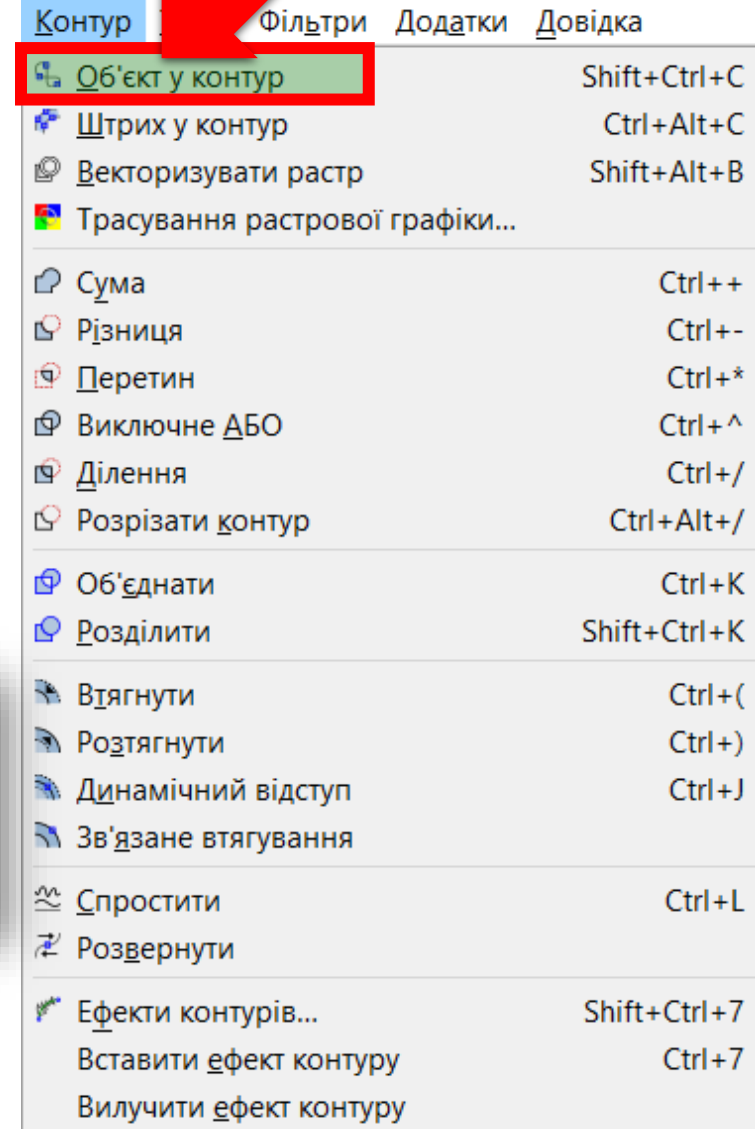 Контур Фільтри Додатки Довідка
Об'єкт у контур Shift+Ctrl+C
Штрих у контур Ctrl+Alt+C
Векторизувати растр Shift+Alt+B
Трасування растрової графіки...
Сума Ctrl++
Різниця Ctrl+-
Перетин Ctrl+*
Виключне АБО Ctrl+^
Ділення Ctrl+/
Розрізати контур Ctrl+Alt+/
Об'єднати Ctrl+K
Розділити Shift+Ctrl+K
Втягнути Ctrl+(
Розтягнути Ctrl+)
Динамічний відступ Ctrl+J
Зв'язане втягування
Спростити Ctrl+L
Розвернути
Ефекти контурів... Shift+Ctrl+7
Вставити ефект контуру Ctrl+7
Вилучити ефект контуру